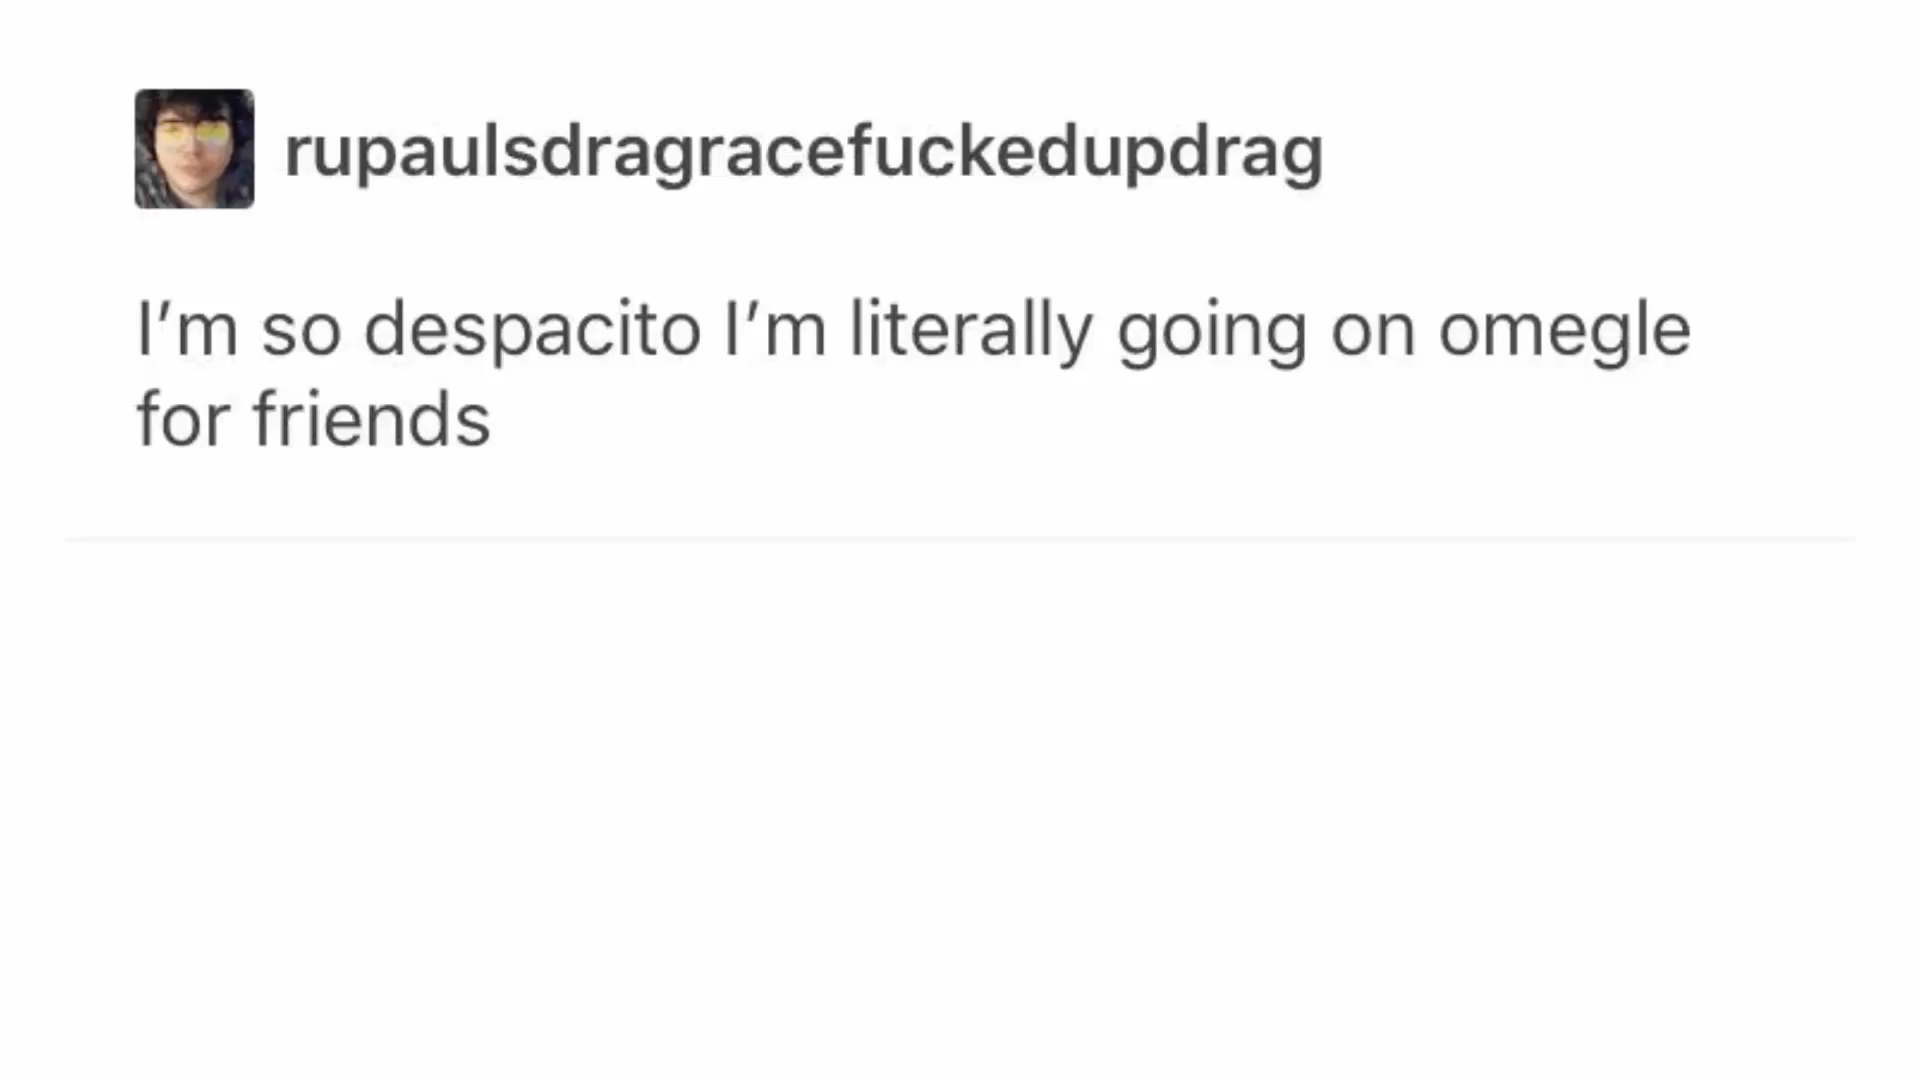 rupaulsdragracefuckedupdrag
I’m so despacito I’m literally going on omegle
for friends